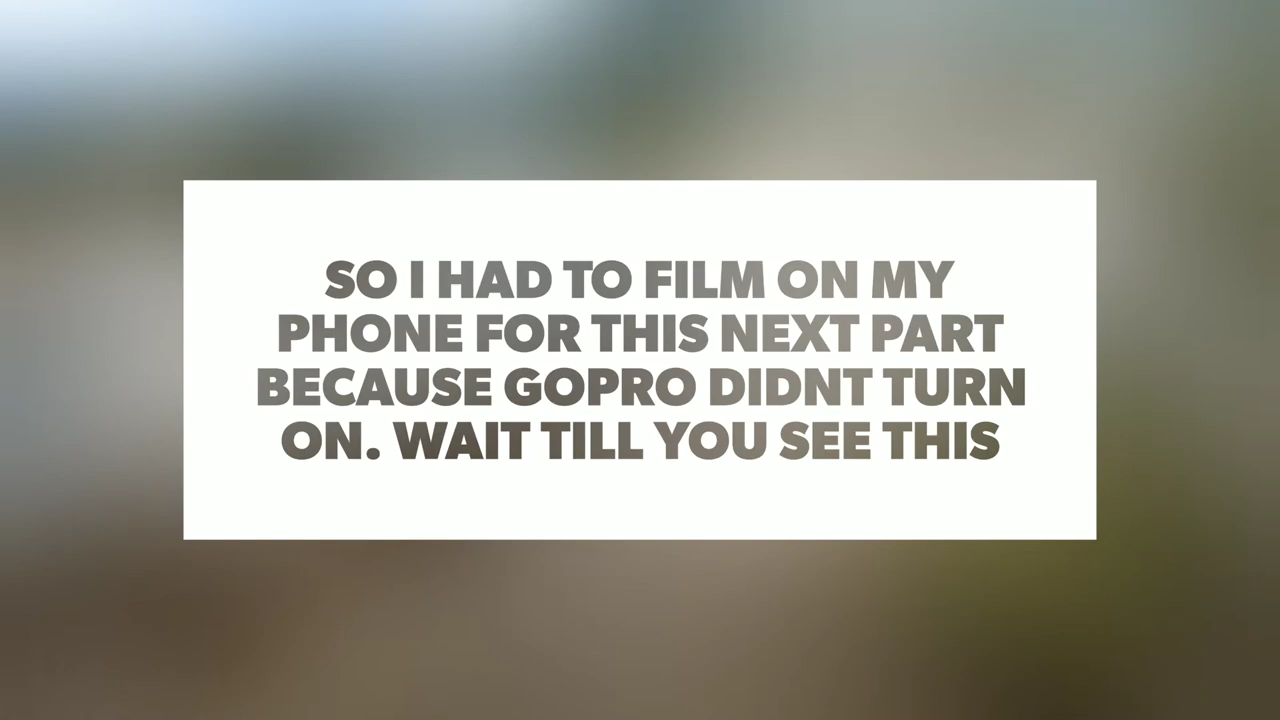 SO I HAD TO FILM ON MY
PHONE FOR THIS NEXT PART
BECAUSE GOPRO DIDNT TURN
ON. WAIT TILL YOU SEE THIS